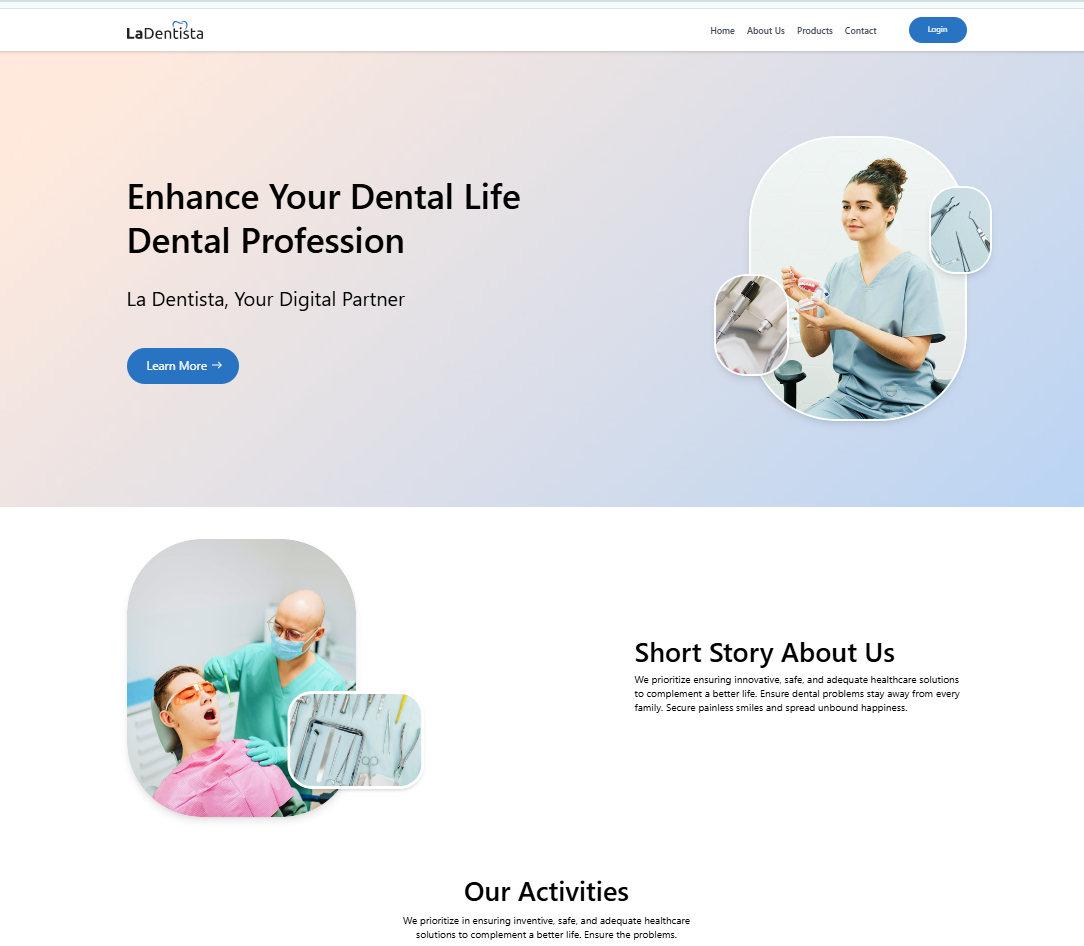 LaDentista
Home About Us Products Contact Login
Enhance Your Dental Life
Dental Profession
La Dentista, Your Digital Partner
Learn More →
Short Story About Us
We prioritize ensuring innovative, safe, and adequate healthcare solutions
to complement a better life. Ensure dental problems stay away from every
family. Secure painless smiles and spread unbound happiness.
Our Activities
We prioritize in ensuring inventive, safe, and adequate healthcare
solutions to complement a better life. Ensure the problems.